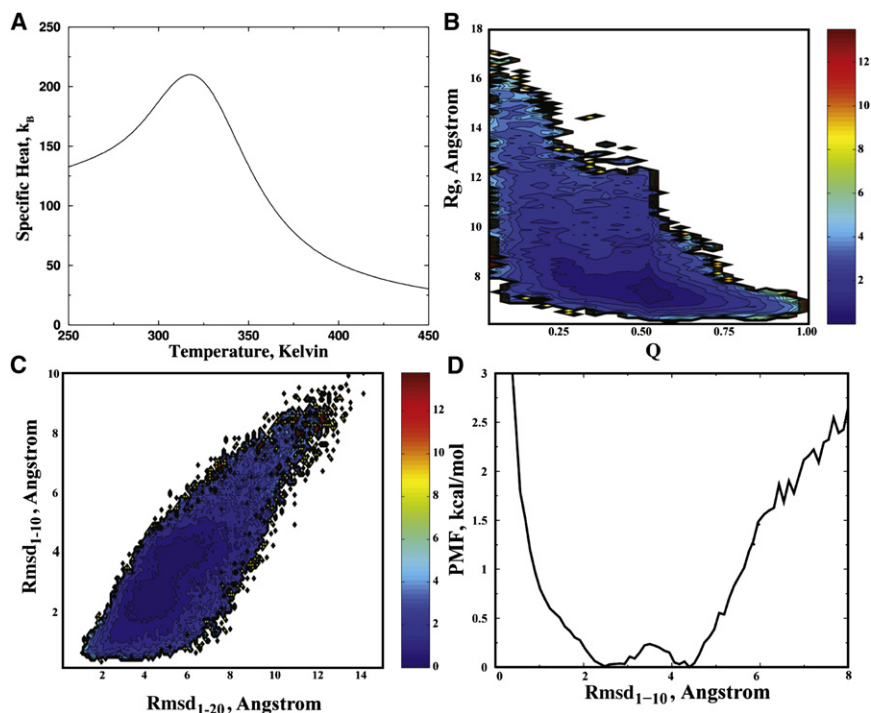 A
250
200
150
100
50
0
Specific Heat, k_B
250 300 350 400 450
Temperature, Kelvin
B
18
16
14
12
10
8
Rg, Angstrom
0.25 0.50 0.75 1.00
Q
12
10
8
6
4
2
C
10
8
6
4
2
Rmsd_1-10, Angstrom
2 4 6 8 10 12 14
Rmsd_1-20, Angstrom
12
10
8
6
4
2
0
D
3
2.5
2
1.5
1
0.5
0
PMF, kcal/mol
0 2 4 6 8
Rmsd_1-10, Angstrom